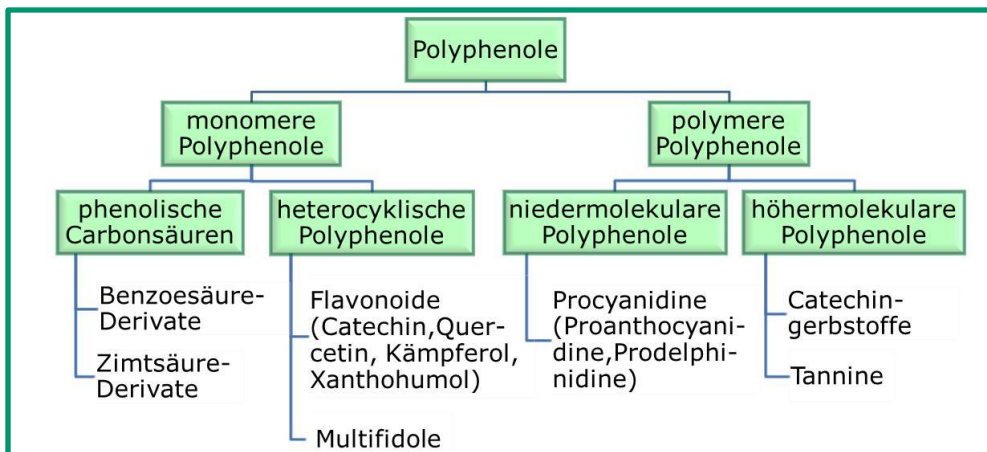 Polyphenole
monomere
Polyphenole
polymere
Polyphenole
phenolische
Carbonsäuren
heterocyklische
Polyphenole
niedermolekulare
Polyphenole
höhermolekulare
Polyphenole
Benzoesäure-
Derivate
Zimtsäure-
Derivate
Flavonoide
(Catechin,Quer-
cetin, Kämpferol,
Xanthohumol)
Multifidole
Procyanidine
(Proanthocyani-
dine,Prodelphi-
nidine)
Catechin-
gerbstoffe
Tannine